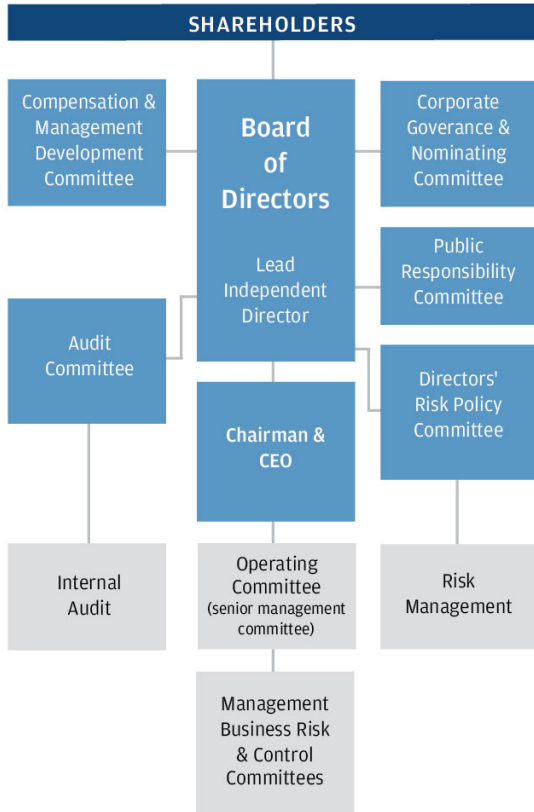 SHAREHOLDERS
Compensation &
Management
Development
Committee
Board
of
Directors
Lead
Independent
Director
Corporate
Goverance &
Nominating
Committee
Public
Responsibility
Committee
Audit
Committee
Directors'
Risk Policy
Committee
Chairman &
CEO
Internal
Audit
Operating
Committee
(senior management
committee)
Risk
Management
Management
Business Risk
& Control
Committees